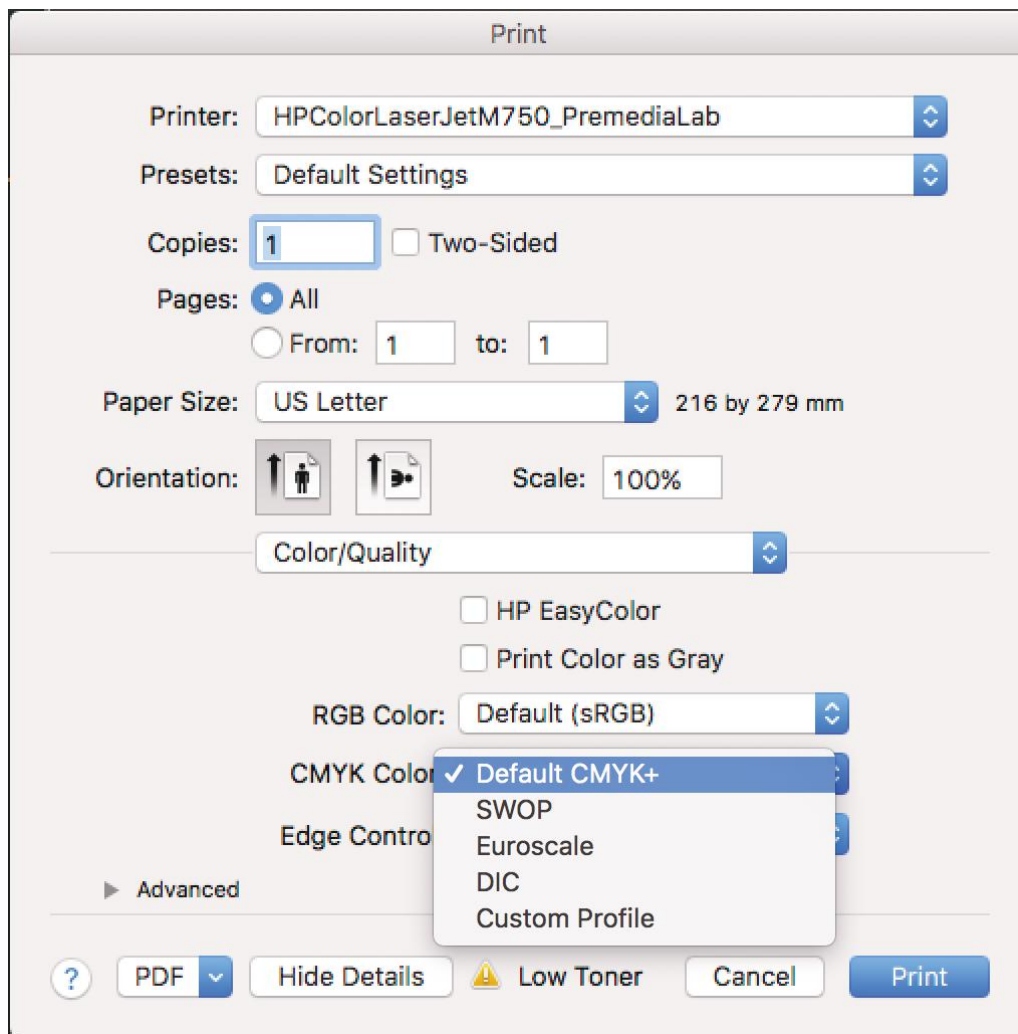 Print
Printer: HPColorLaserJetM750_PremediaLab
Presets: Default Settings
Copies: 1 Two-Sided
Pages: All
From: 1 to: 1
Paper Size: US Letter 216 by 279 mm
Orientation: Scale: 100%
Color/Quality
HP EasyColor
Print Color as Gray
RGB Color: Default (sRGB)
CMYK Color ✓ Default CMYK+
SWOP
Edge Contro
Euroscale
DIC
Advanced
Custom Profile
? PDF Hide Details Low Toner Cancel Print